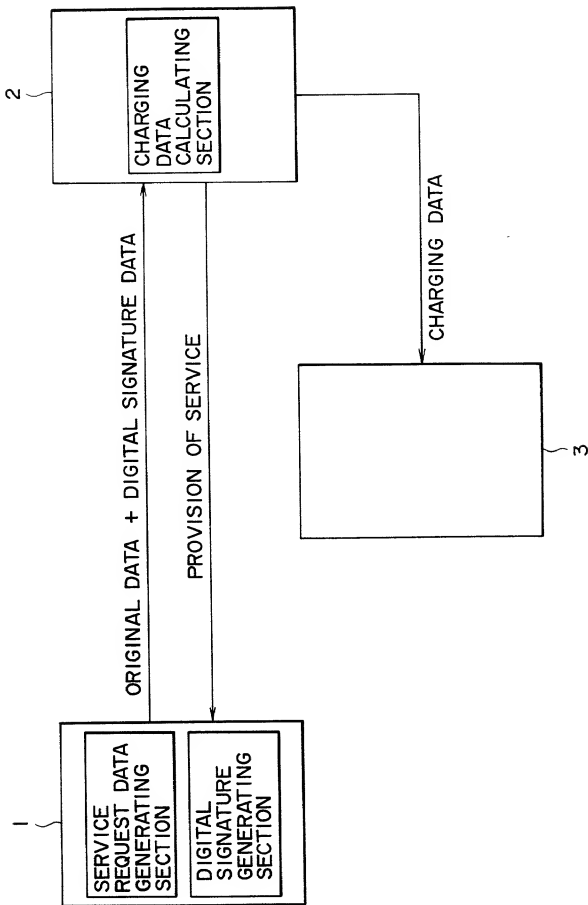 1
SERVICE
REQUEST DATA
GENERATING
SECTION
DIGITAL
SIGNATURE
GENERATING
SECTION
ORIGINAL DATA + DIGITAL SIGNATURE DATA
PROVISION OF SERVICE
2
CHARGING
DATA
CALCULATING
SECTION
CHARGING DATA
3